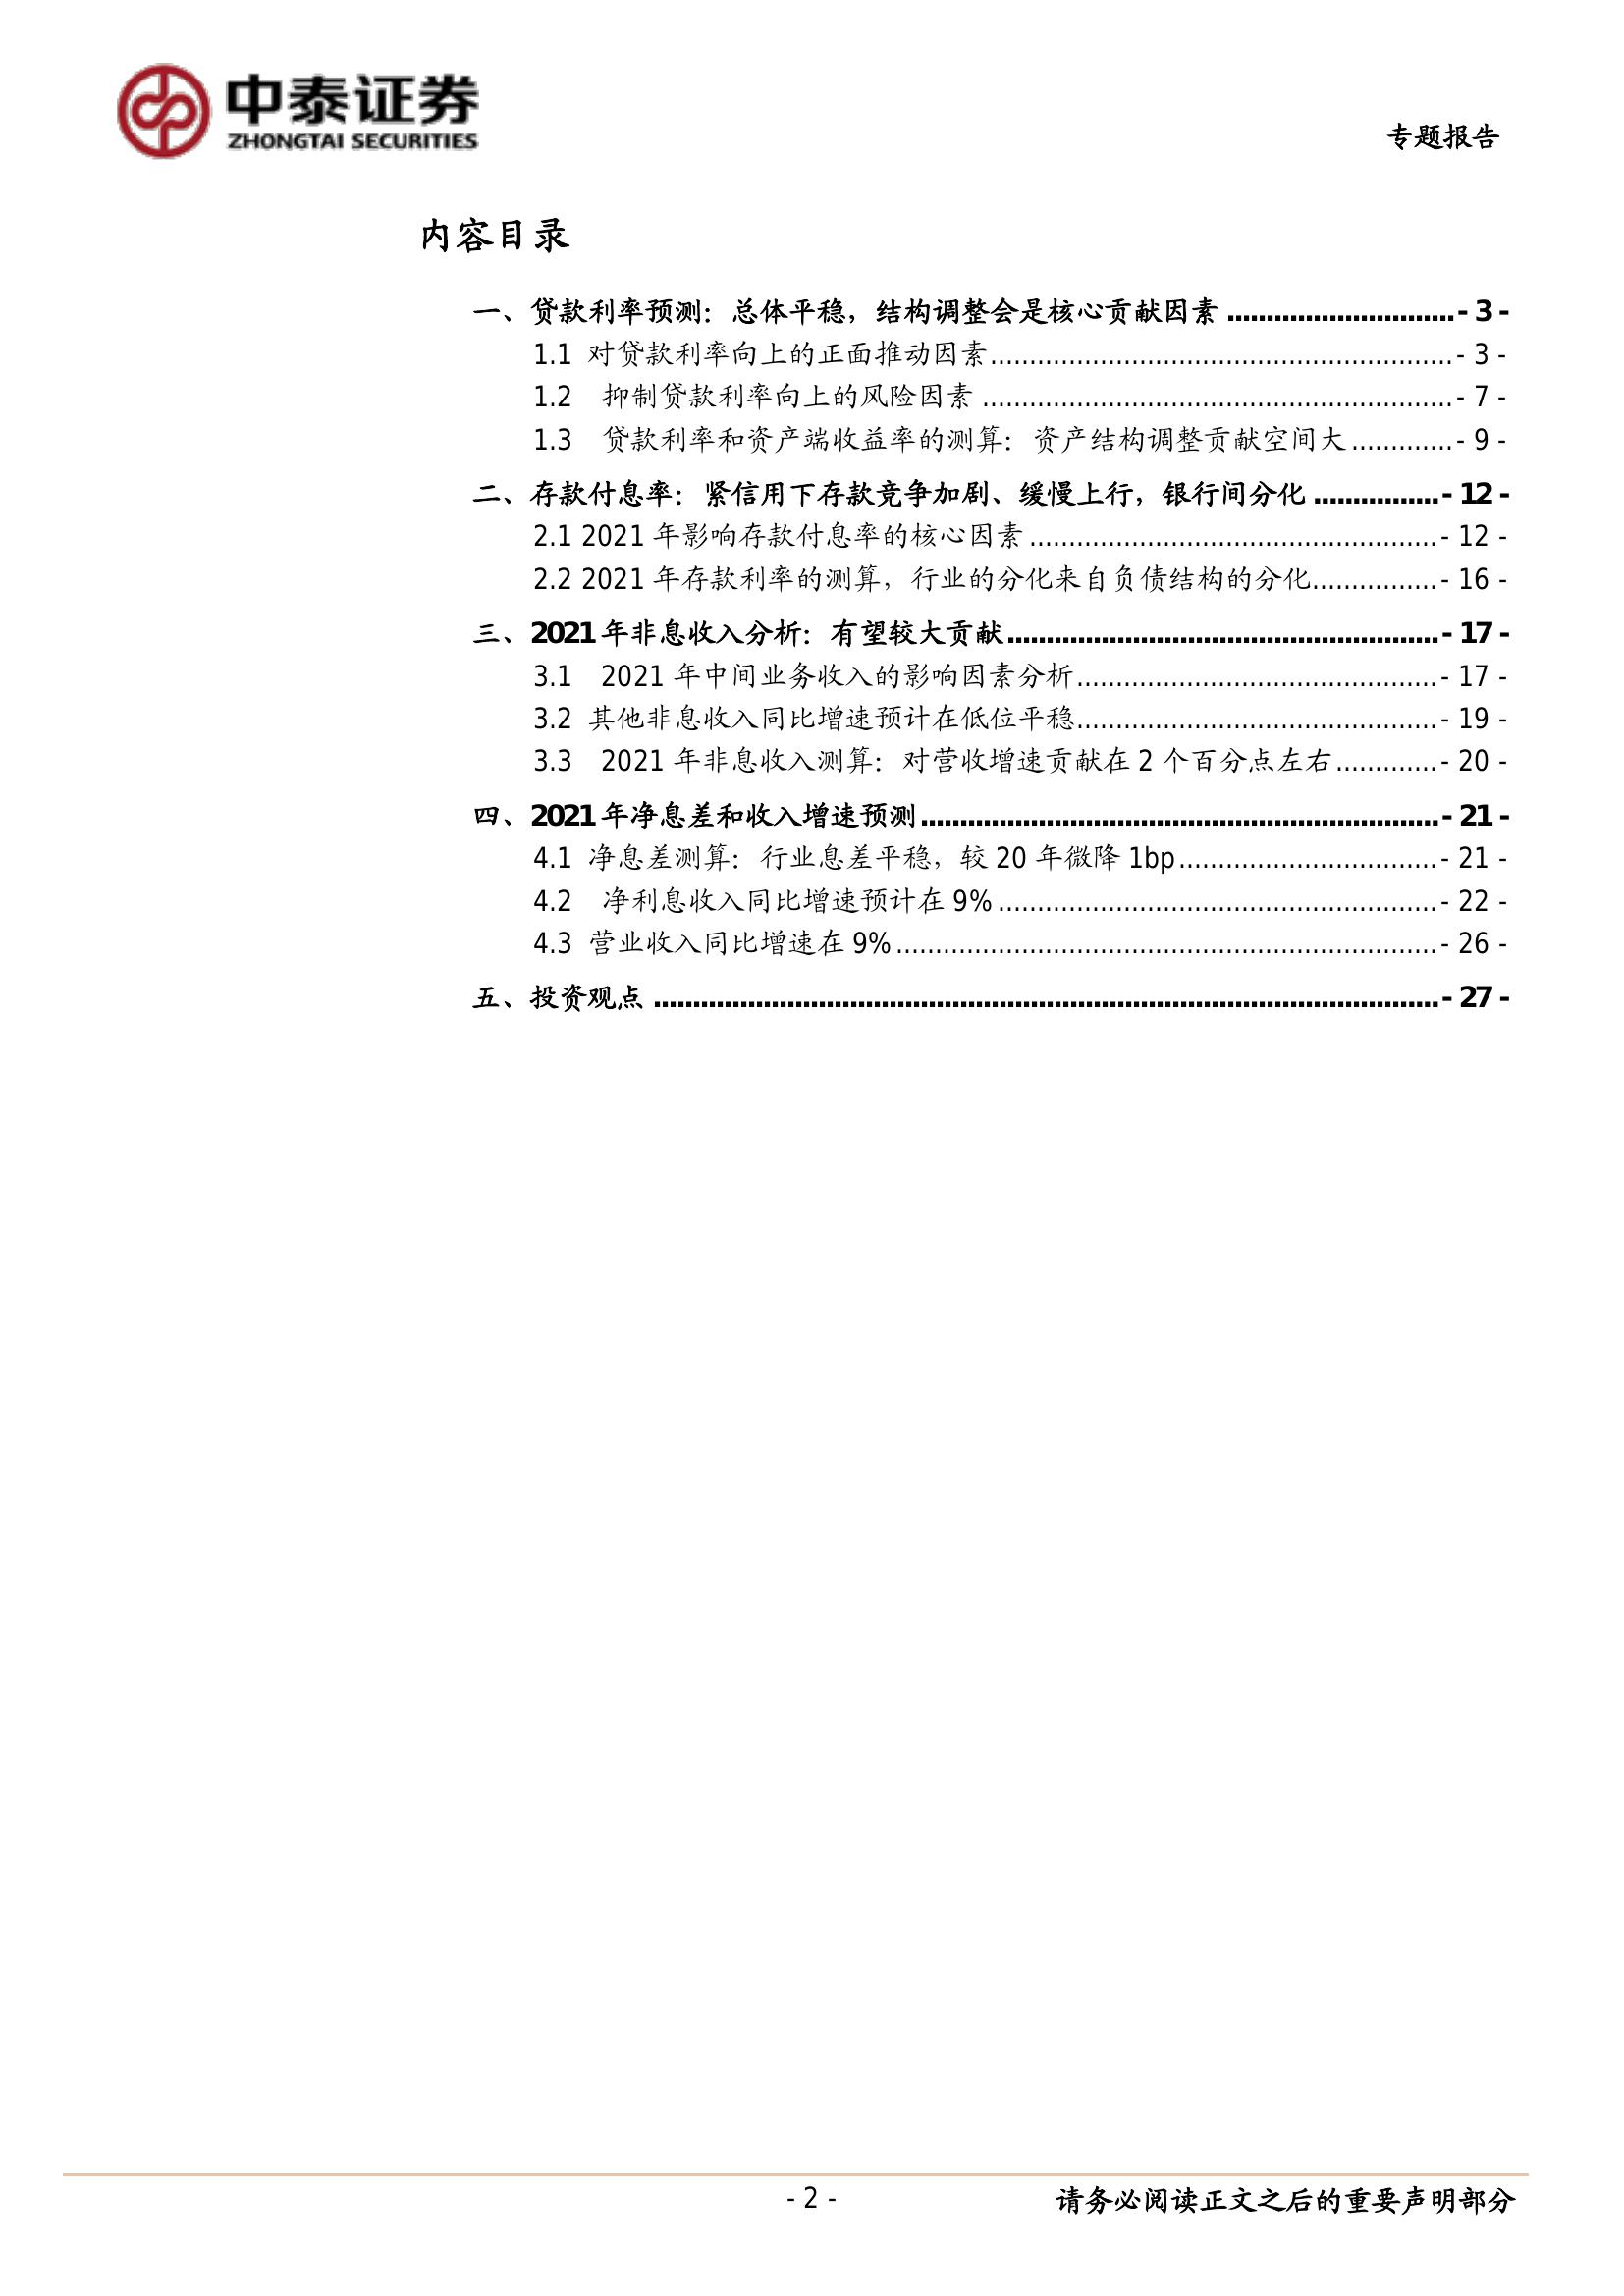 中泰证券
ZHONGTAI SECURITIES
专题报告
内容目录
一、贷款利率预测：总体平稳，结构调整会是核心贡献因素 ............................. - 3 -
1.1 对贷款利率向上的正面推动因素........................................................... - 3 -
1.2 抑制贷款利率向上的风险因素 ............................................................ - 7 -
1.3 贷款利率和资产端收益率的测算：资产结构调整贡献空间大 ............. - 9 -
二、存款付息率：紧信用下存款竞争加剧、缓慢上行，银行间分化 ................ - 12 -
2.1 2021 年影响存款付息率的核心因素 .................................................... - 12 -
2.2 2021 年存款利率的测算，行业的分化来自负债结构的分化................ - 16 -
三、2021 年非息收入分析：有望较大贡献 ....................................................... - 17 -
3.1 2021 年中间业务收入的影响因素分析.............................................. - 17 -
3.2 其他非息收入同比增速预计在低位平稳.............................................. - 19 -
3.3 2021 年非息收入测算：对营收增速贡献在 2 个百分点左右............. - 20 -
四、2021 年净息差和收入增速预测.................................................................. - 21 -
4.1 净息差测算：行业息差平稳，较 20 年微降 1bp................................. - 21 -
4.2 净利息收入同比增速预计在 9% ........................................................ - 22 -
4.3 营业收入同比增速在 9% ..................................................................... - 26 -
五、投资观点 .................................................................................................... - 27 -
- 2 -
请务必阅读正文之后的重要声明部分